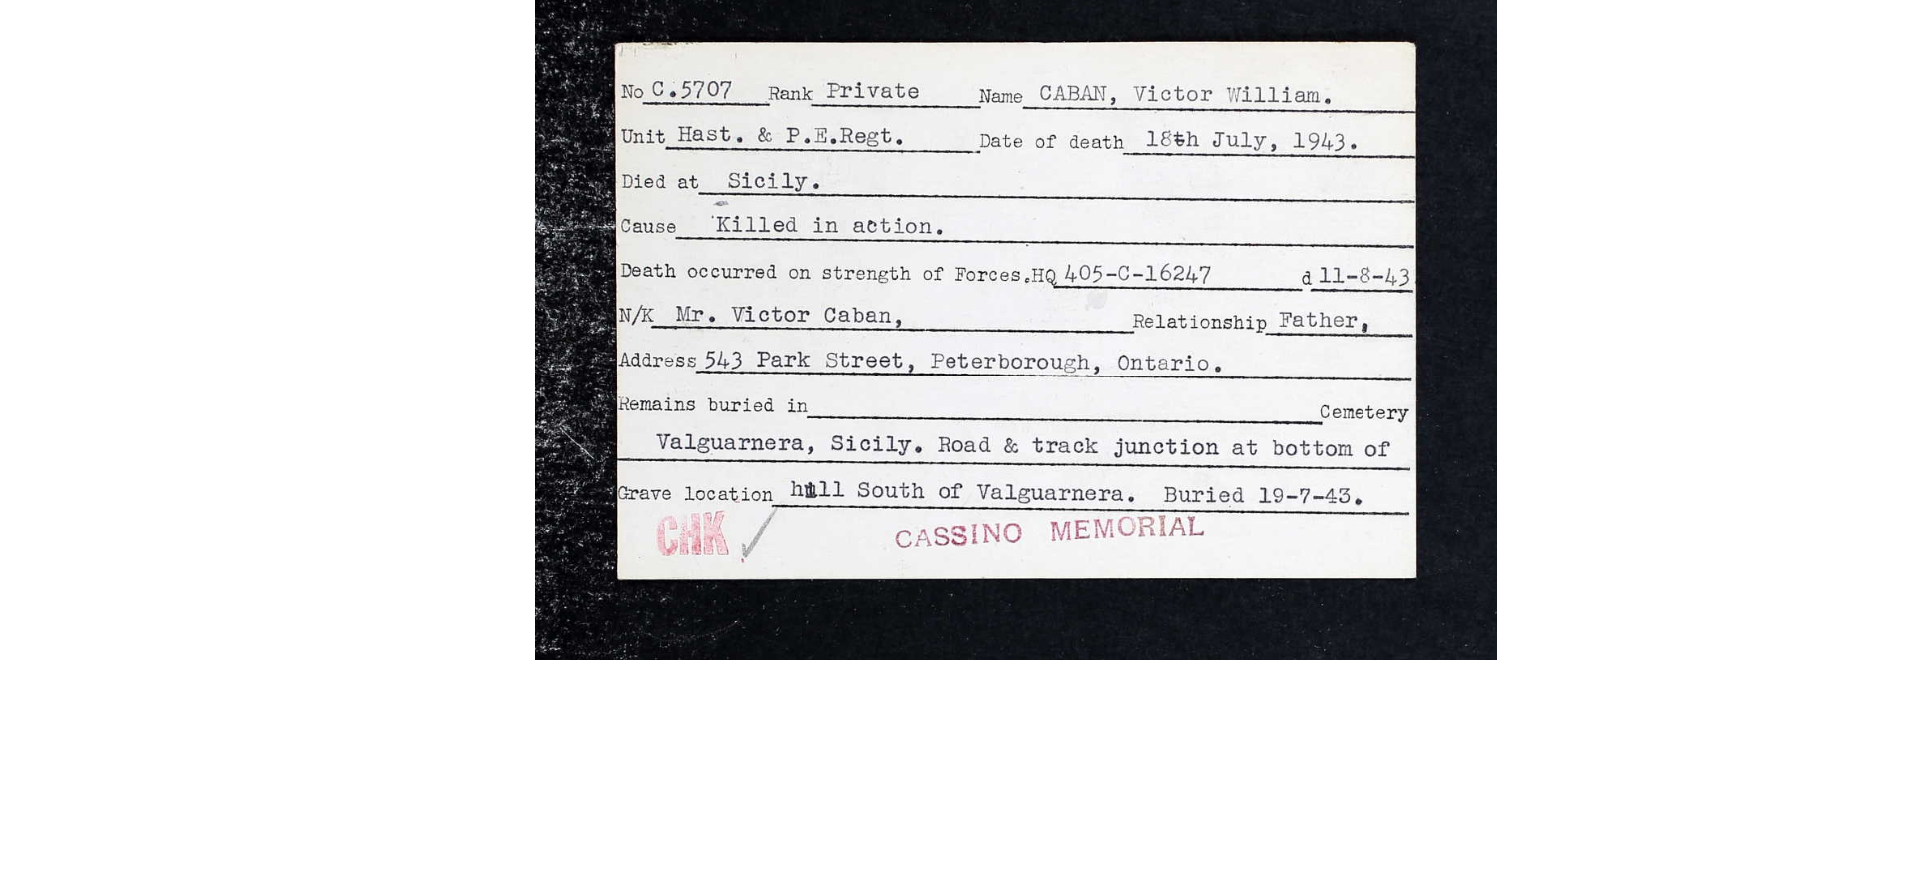 No C.5707 Rank Private Name CABAN, Victor William.
Unit Hast. & P.E.Regt. Date of death 18th July, 1943.
Died at Sicily.
Cause Killed in action.
Death occurred on strength of Forces.HQ 405-C-16247 d 11-8-43
N/K Mr. Victor Caban, Relationship Father,
Address 543 Park Street, Peterborough, Ontario.
Remains buried in Cemetery
Valguarnera, Sicily. Road & track junction at bottom of
Grave location hill South of Valguarnera. Buried 19-7-43.
CHK CASSINO MEMORIAL